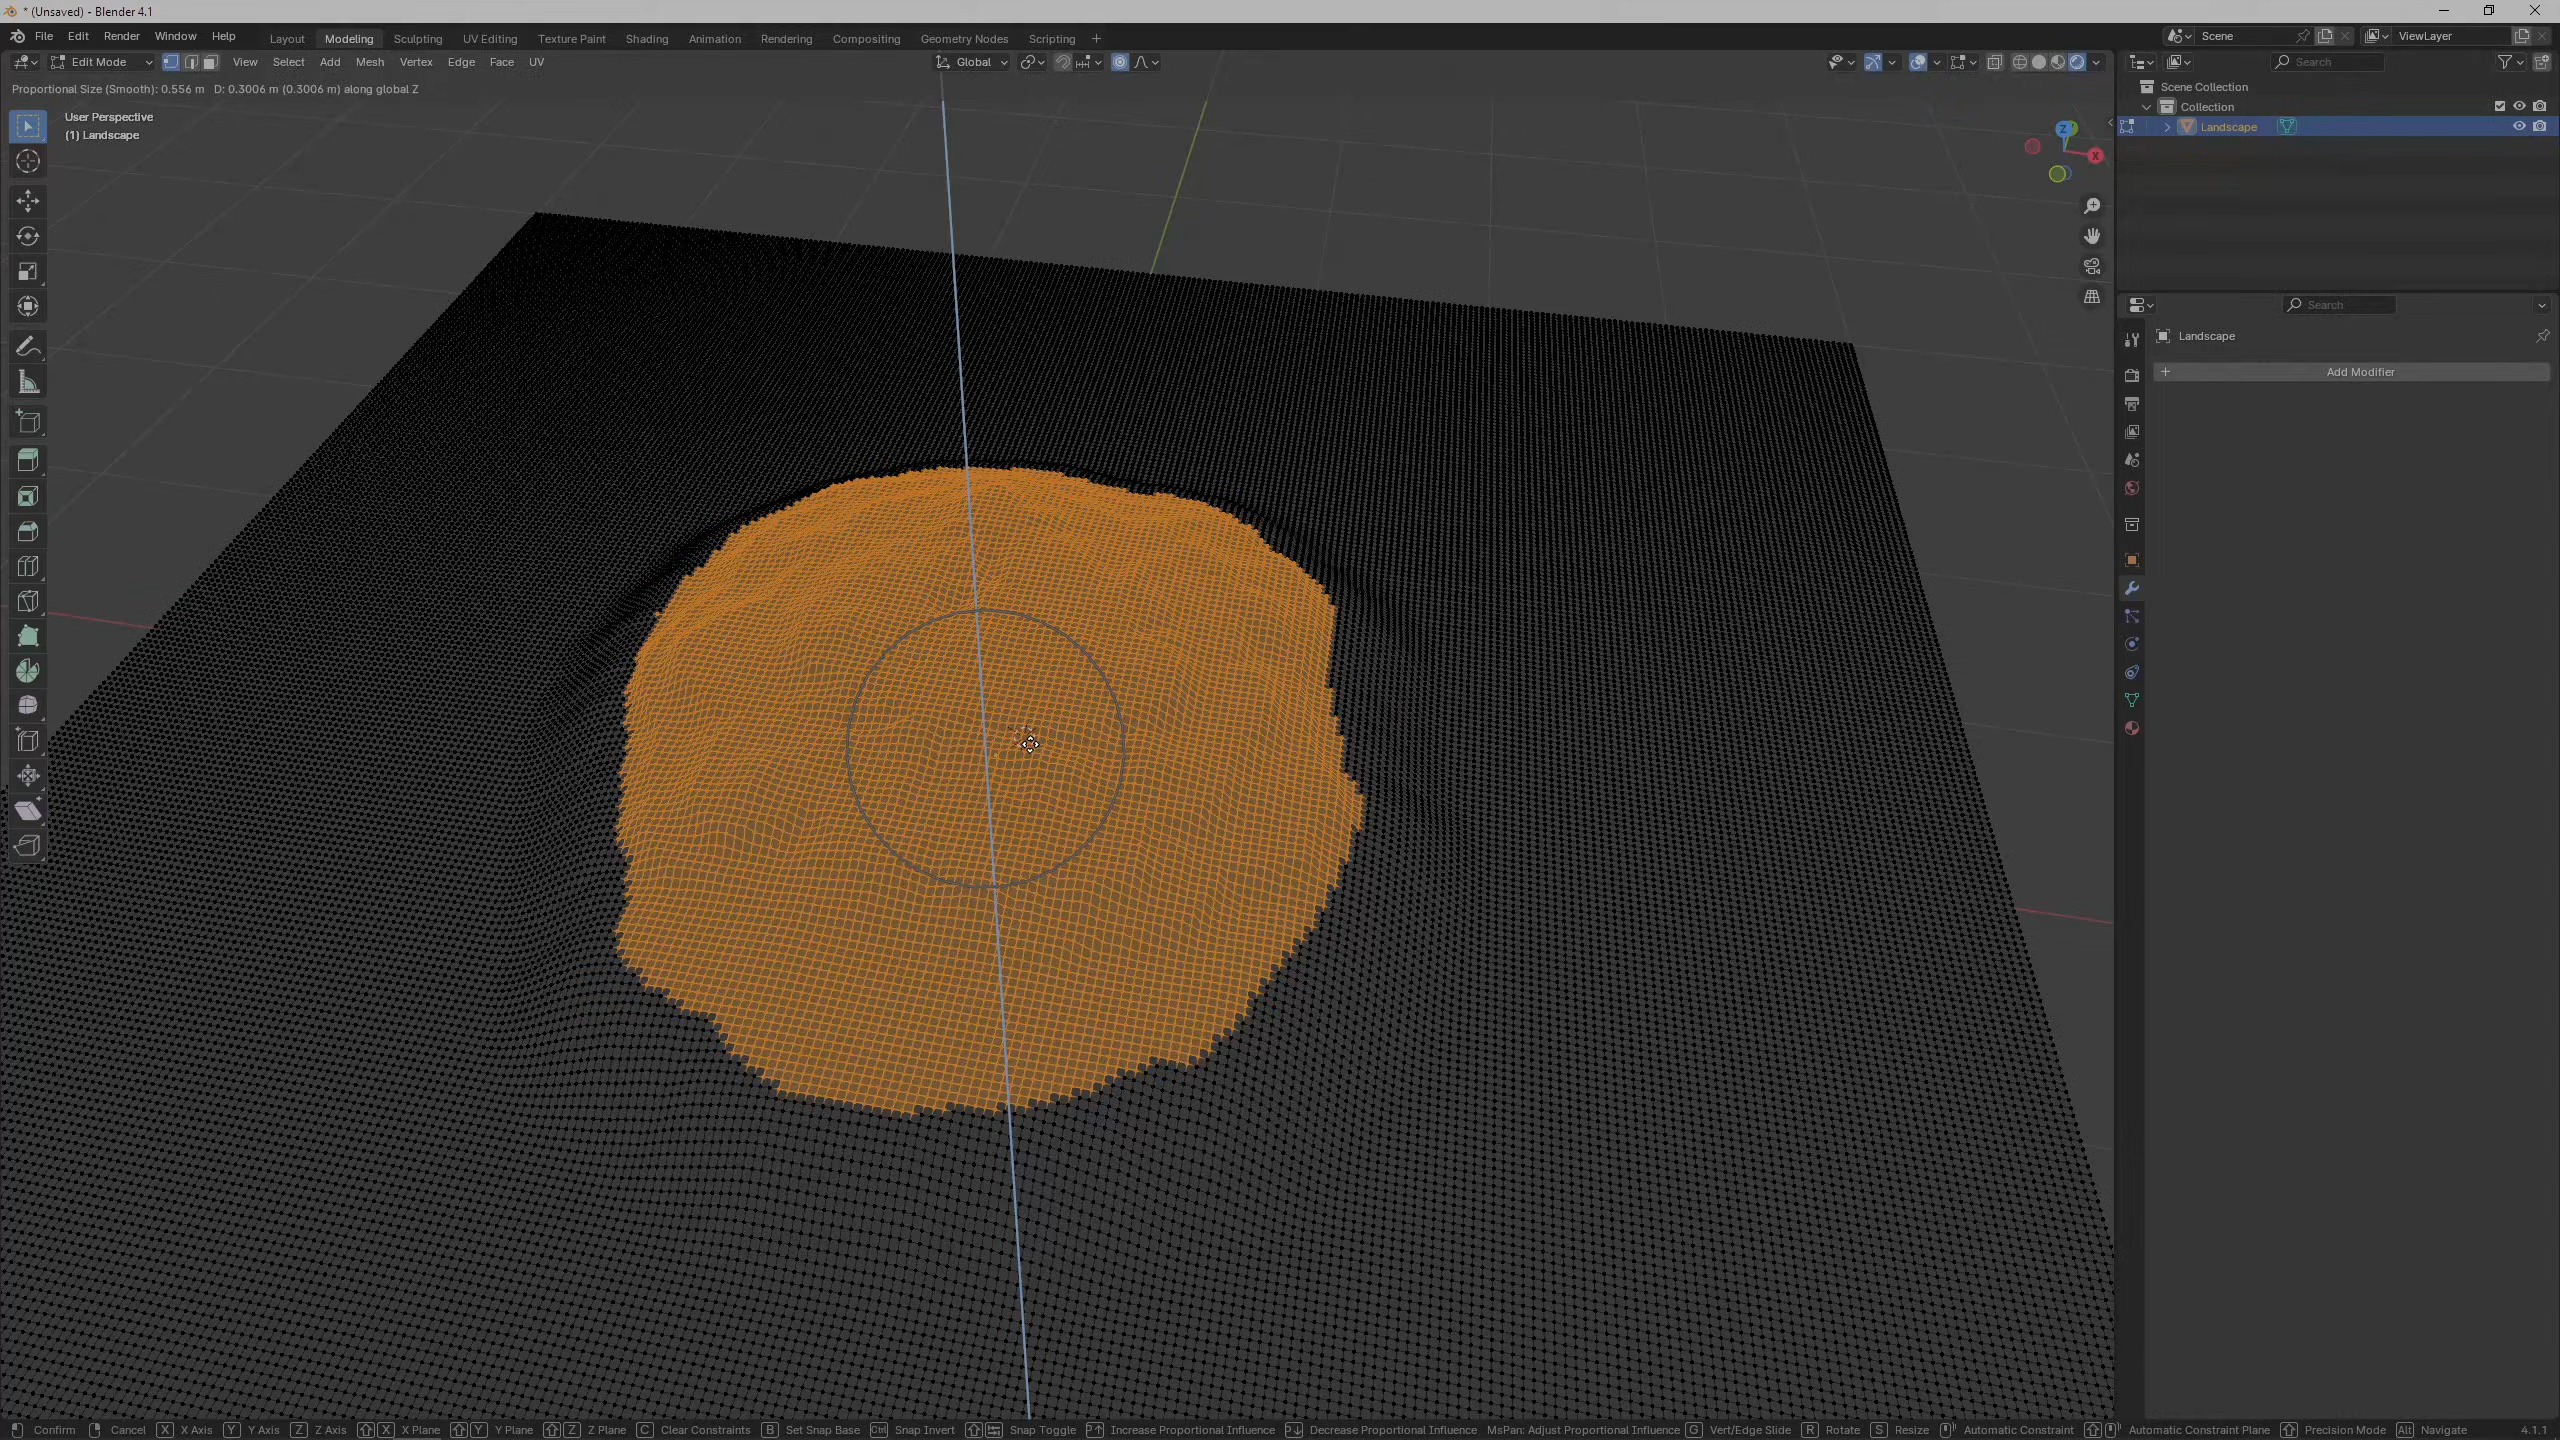 * (Unsaved) - Blender 4.1
File Edit Render Window Help Layout Modeling Sculpting UV Editing Texture Paint Shading Animation Rendering Compositing Geometry Nodes Scripting + Scene ViewLayer
Edit Mode View Select Add Mesh Vertex Edge Face UV Global Search
Proportional Size (Smooth): 0.556 m D: 0.3006 m (0.3006 m) along global Z
User Perspective
(1) Landscape
Z
X
Scene Collection
Collection
Landscape
Search
Landscape
+ Add Modifier
Confirm Cancel X X Axis Y Y Axis Z Z Axis X X Plane Y Y Plane Z Z Plane C Clear Constraints B Set Snap Base Ctrl Snap Invert Snap Toggle Increase Proportional Influence Decrease Proportional Influence MsPan: Adjust Proportional Influence G Vert/Edge Slide R Rotate S Resize Automatic Constraint Automatic Constraint Plane Precision Mode Alt Navigate 4.1.1